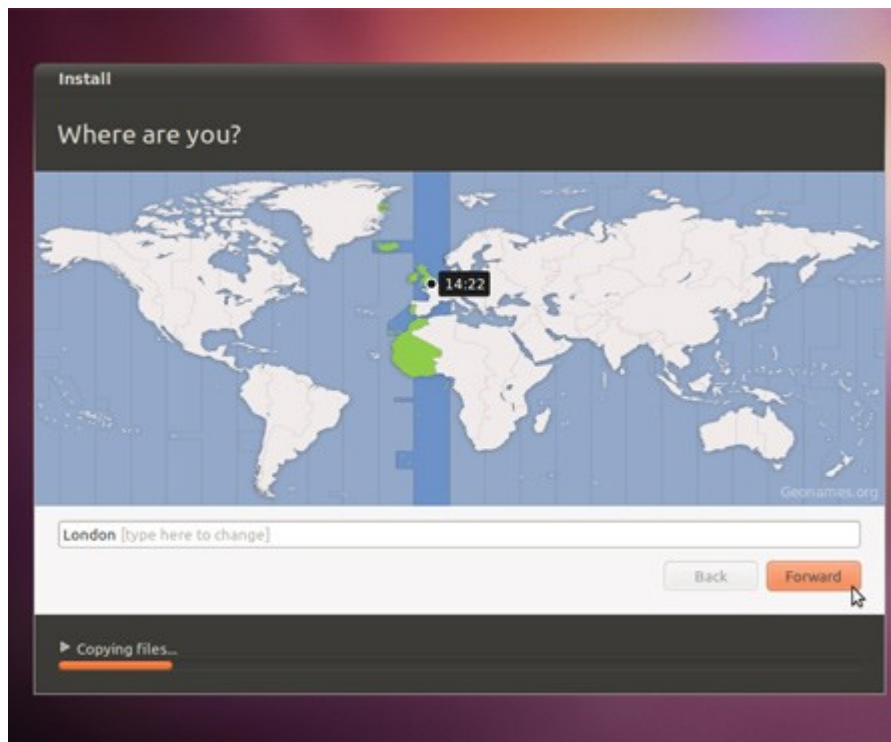 Install
Where are you?
14:22
Geonames.org
London [type here to change]
Back Forward
Copying files...